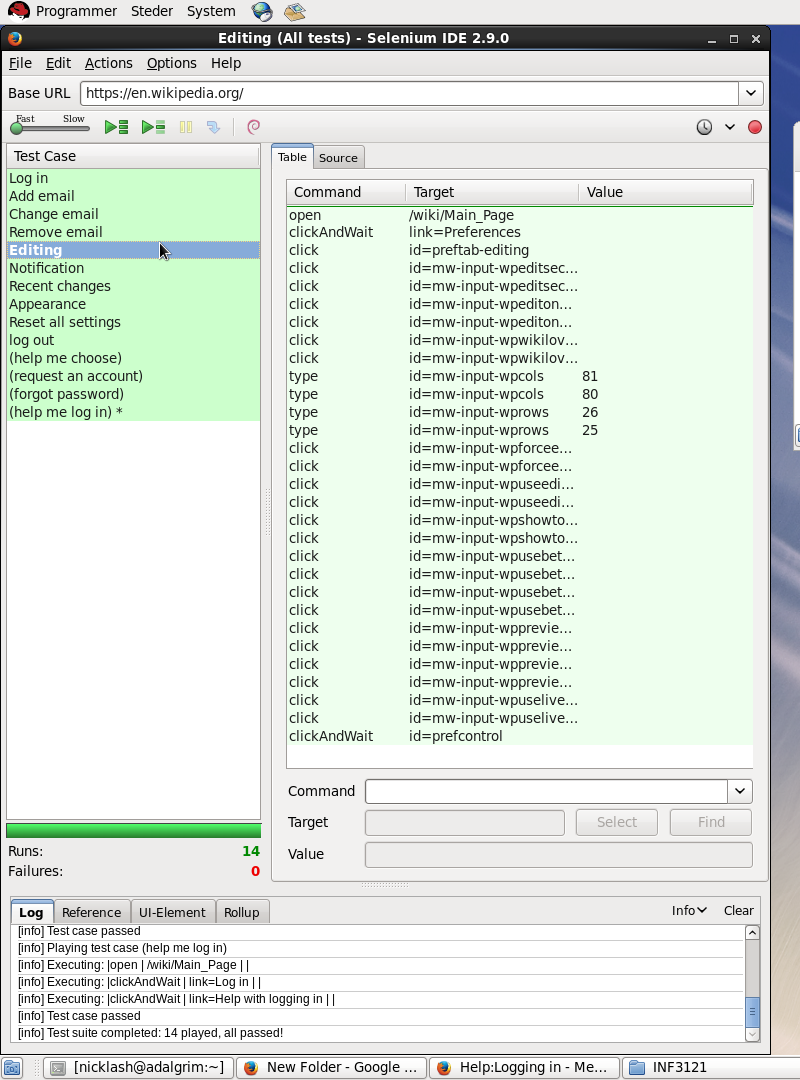 Programmer Steder System
Editing (All tests) - Selenium IDE 2.9.0
File Edit Actions Options Help
Base URL https://en.wikipedia.org/
Fast Slow
Test Case
Log in
Add email
Change email
Remove email
Editing
Notification
Recent changes
Appearance
Reset all settings
log out
(help me choose)
(request an account)
(forgot password)
(help me log in) *
Runs: 14
Failures: 0
Table Source
Command Target Value
open /wiki/Main_Page
clickAndWait link=Preferences
click id=preftab-editing
click id=mw-input-wpeditsec...
click id=mw-input-wpeditsec...
click id=mw-input-wpediton...
click id=mw-input-wpediton...
click id=mw-input-wpwikilov...
click id=mw-input-wpwikilov...
type id=mw-input-wpcols 81
type id=mw-input-wpcols 80
type id=mw-input-wprows 26
type id=mw-input-wprows 25
click id=mw-input-wpforcee...
click id=mw-input-wpforcee...
click id=mw-input-wpuseedi...
click id=mw-input-wpuseedi...
click id=mw-input-wpshowto...
click id=mw-input-wpshowto...
click id=mw-input-wpusebet...
click id=mw-input-wpusebet...
click id=mw-input-wpusebet...
click id=mw-input-wpusebet...
click id=mw-input-wpprevie...
click id=mw-input-wpprevie...
click id=mw-input-wpprevie...
click id=mw-input-wpprevie...
click id=mw-input-wpuselive...
click id=mw-input-wpuselive...
clickAndWait id=prefcontrol
Command
Target Select Find
Value
Log Reference UI-Element Rollup Info Clear
[info] Test case passed
[info] Playing test case (help me log in)
[info] Executing: |open | /wiki/Main_Page | |
[info] Executing: |clickAndWait | link=Log in | |
[info] Executing: |clickAndWait | link=Help with logging in | |
[info] Test case passed
[info] Test suite completed: 14 played, all passed!
[nicklash@adalgrim:~] New Folder - Google ... Help:Logging in - Me... INF3121